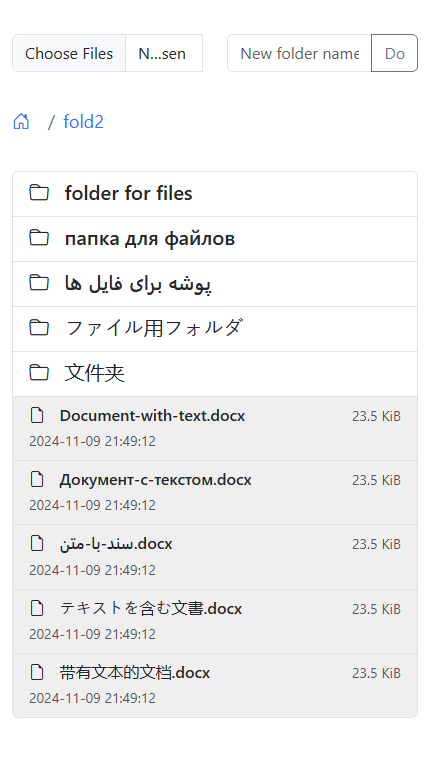 Choose Files N...sen New folder name Do
/ fold2
folder for files
папка для файлов
پوشه برای فایل ها
ファイル用フォルダ
文件夹
Document-with-text.docx 23.5 KiB
2024-11-09 21:49:12
Документ-с-текстом.docx 23.5 KiB
2024-11-09 21:49:12
سند-با-متن.docx 23.5 KiB
2024-11-09 21:49:12
テキストを含む文書.docx 23.5 KiB
2024-11-09 21:49:12
带有文本的文档.docx 23.5 KiB
2024-11-09 21:49:12